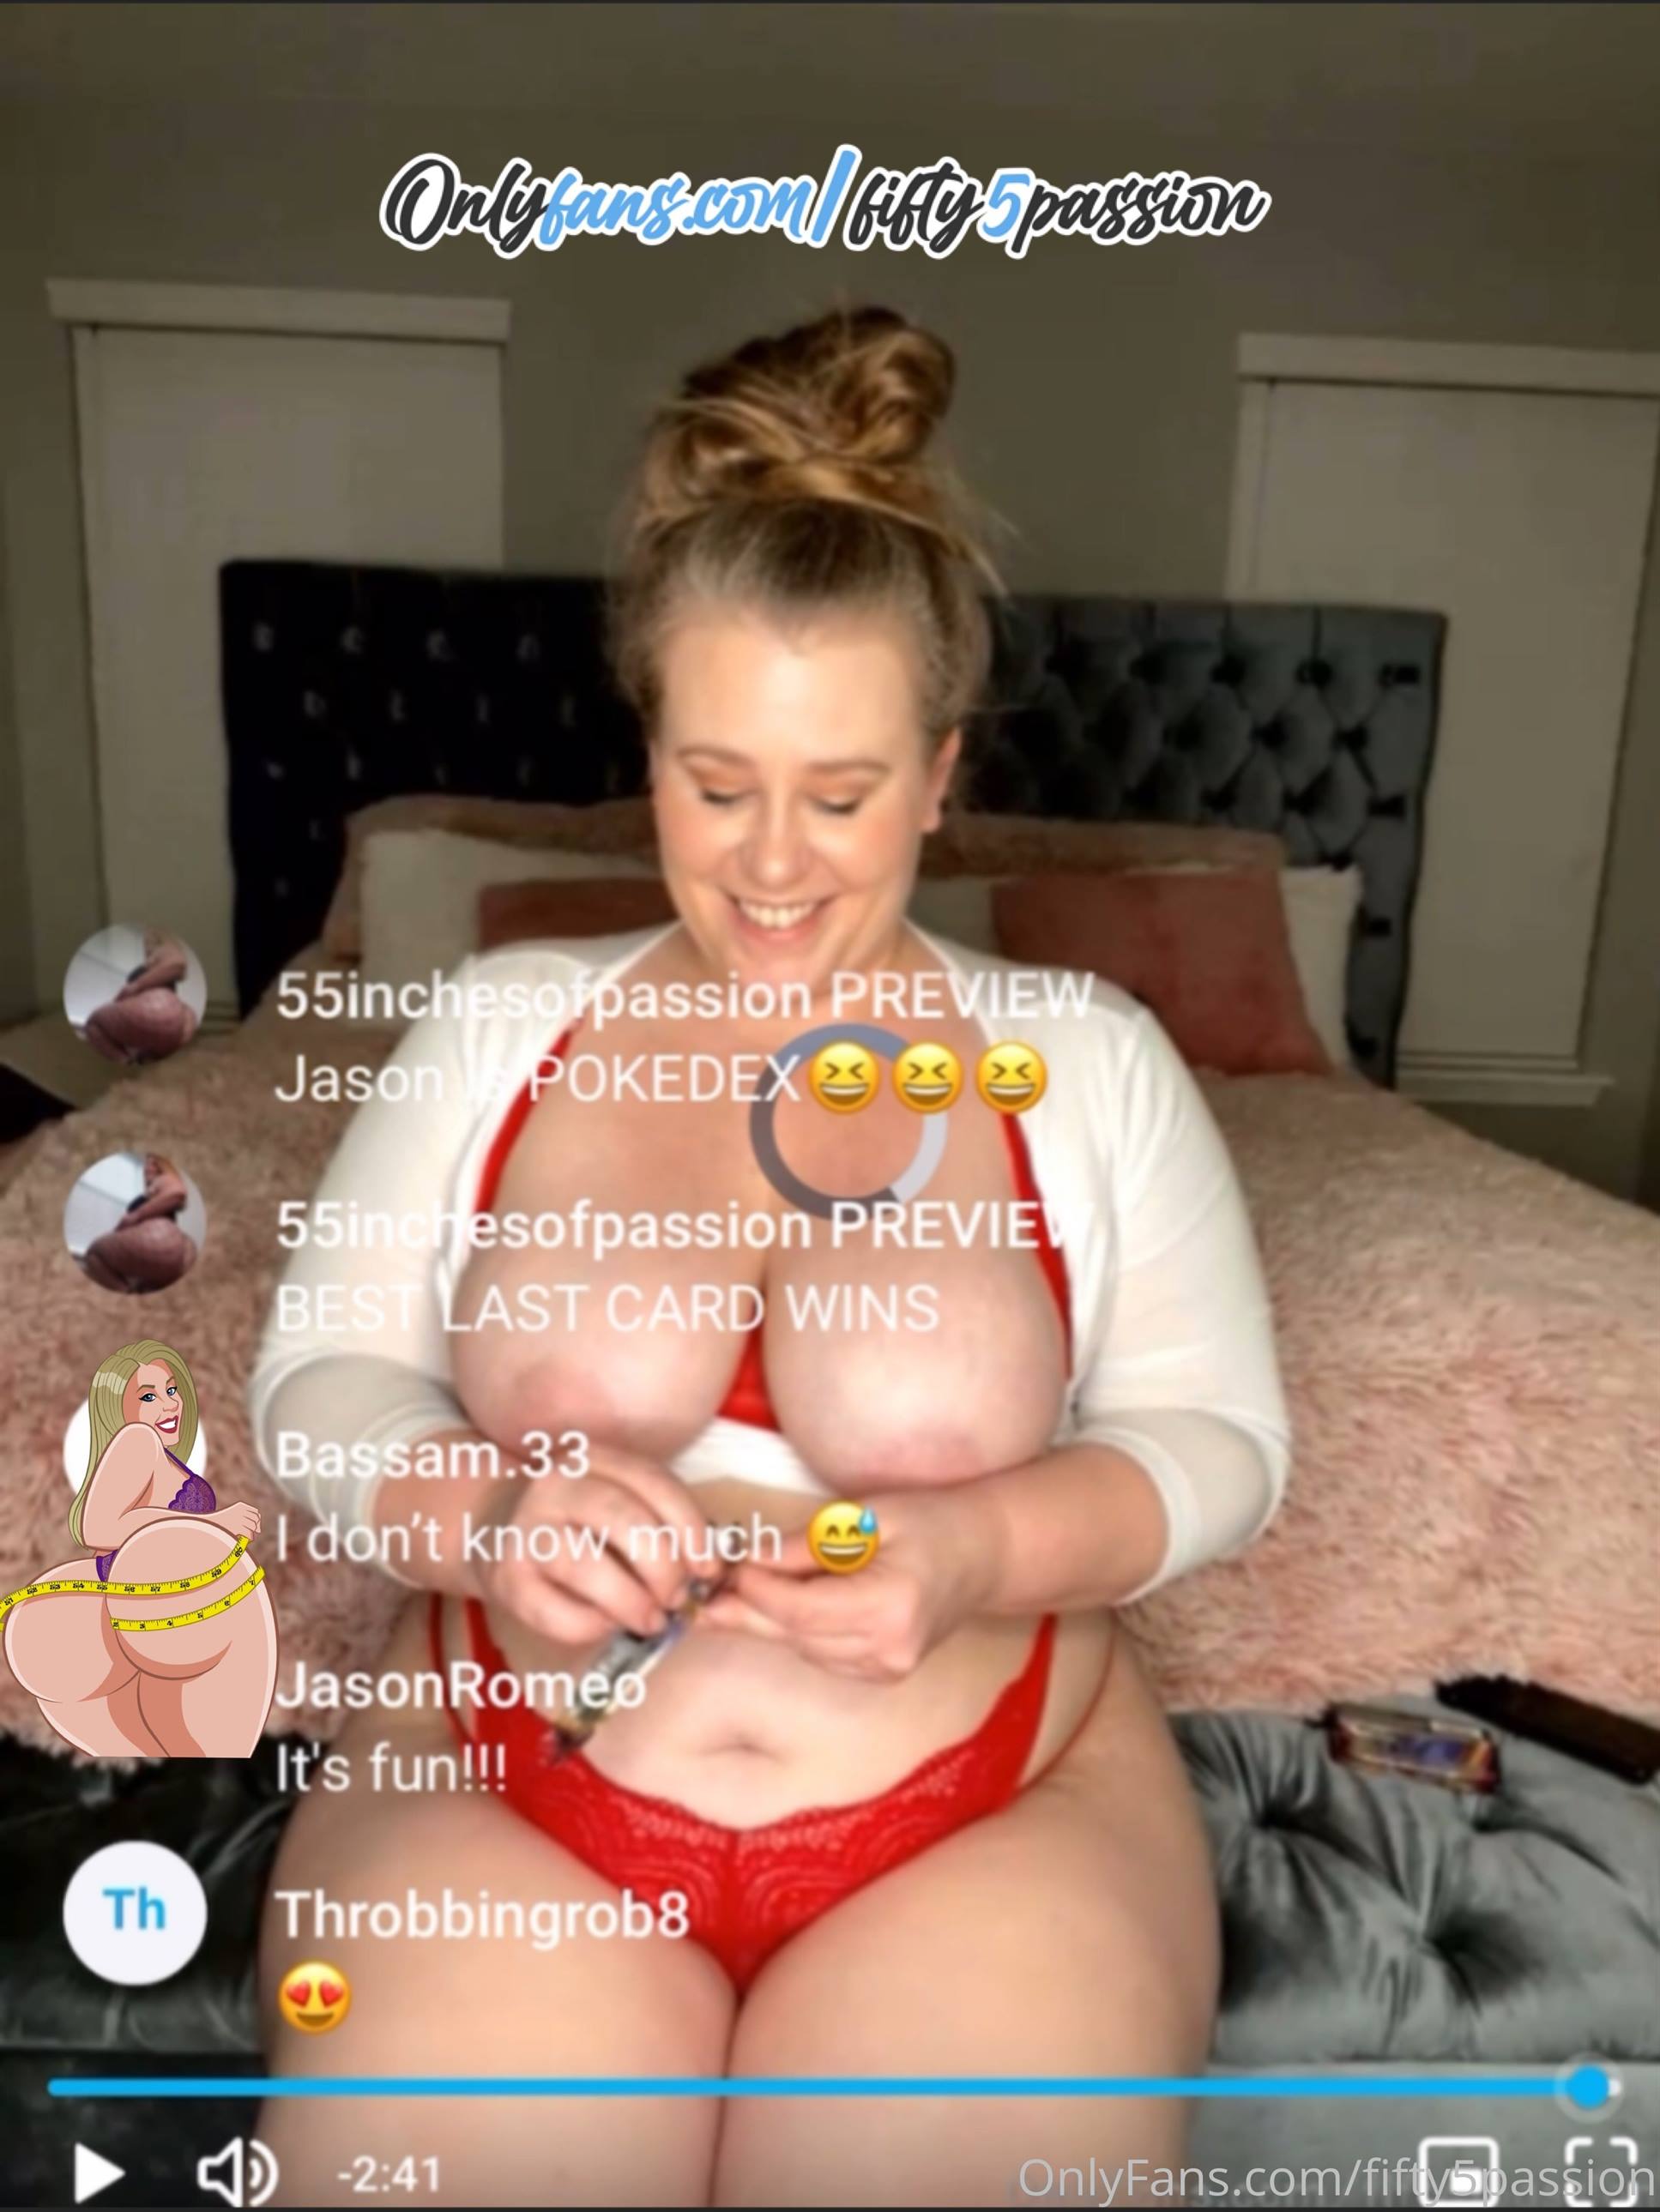 Onlyfans.com/fifty5passion
55inchesofpassion PREVIEW
Jason is POKEDEX😆😆😆
55inchesofpassion PREVIEW
BEST LAST CARD WINS
Bassam.33
I don’t know much 😅
JasonRomeo
It's fun!!!
Th
Throbbingrob8
😍
-2:41
OnlyFans.com/fifty5passion